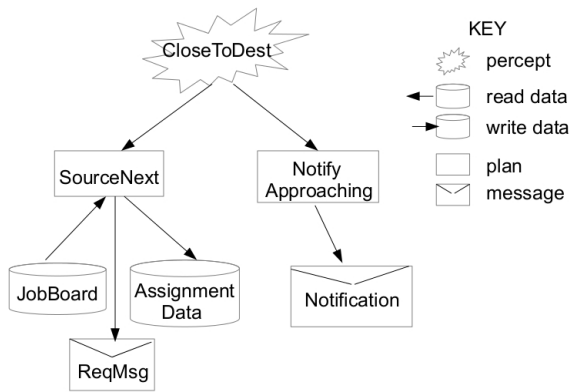 CloseToDest
KEY
percept
read data
write data
plan
message
SourceNext
Notify
Approaching
JobBoard
Assignment
Data
Notification
ReqMsg